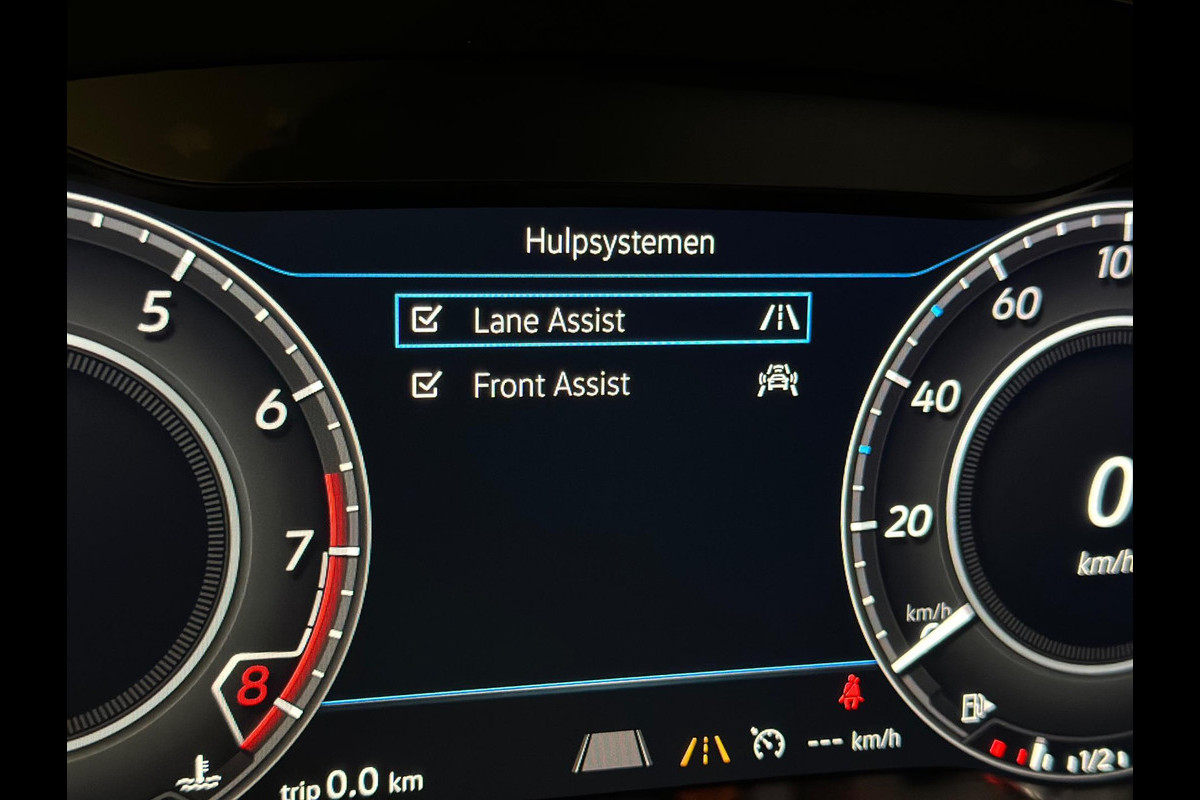 Hulpsystemen
Lane Assist
Front Assist
5
6
7
8
10
60
40
20
0
km/h
km/h
--- km/h
trip 0.0 km
1/2